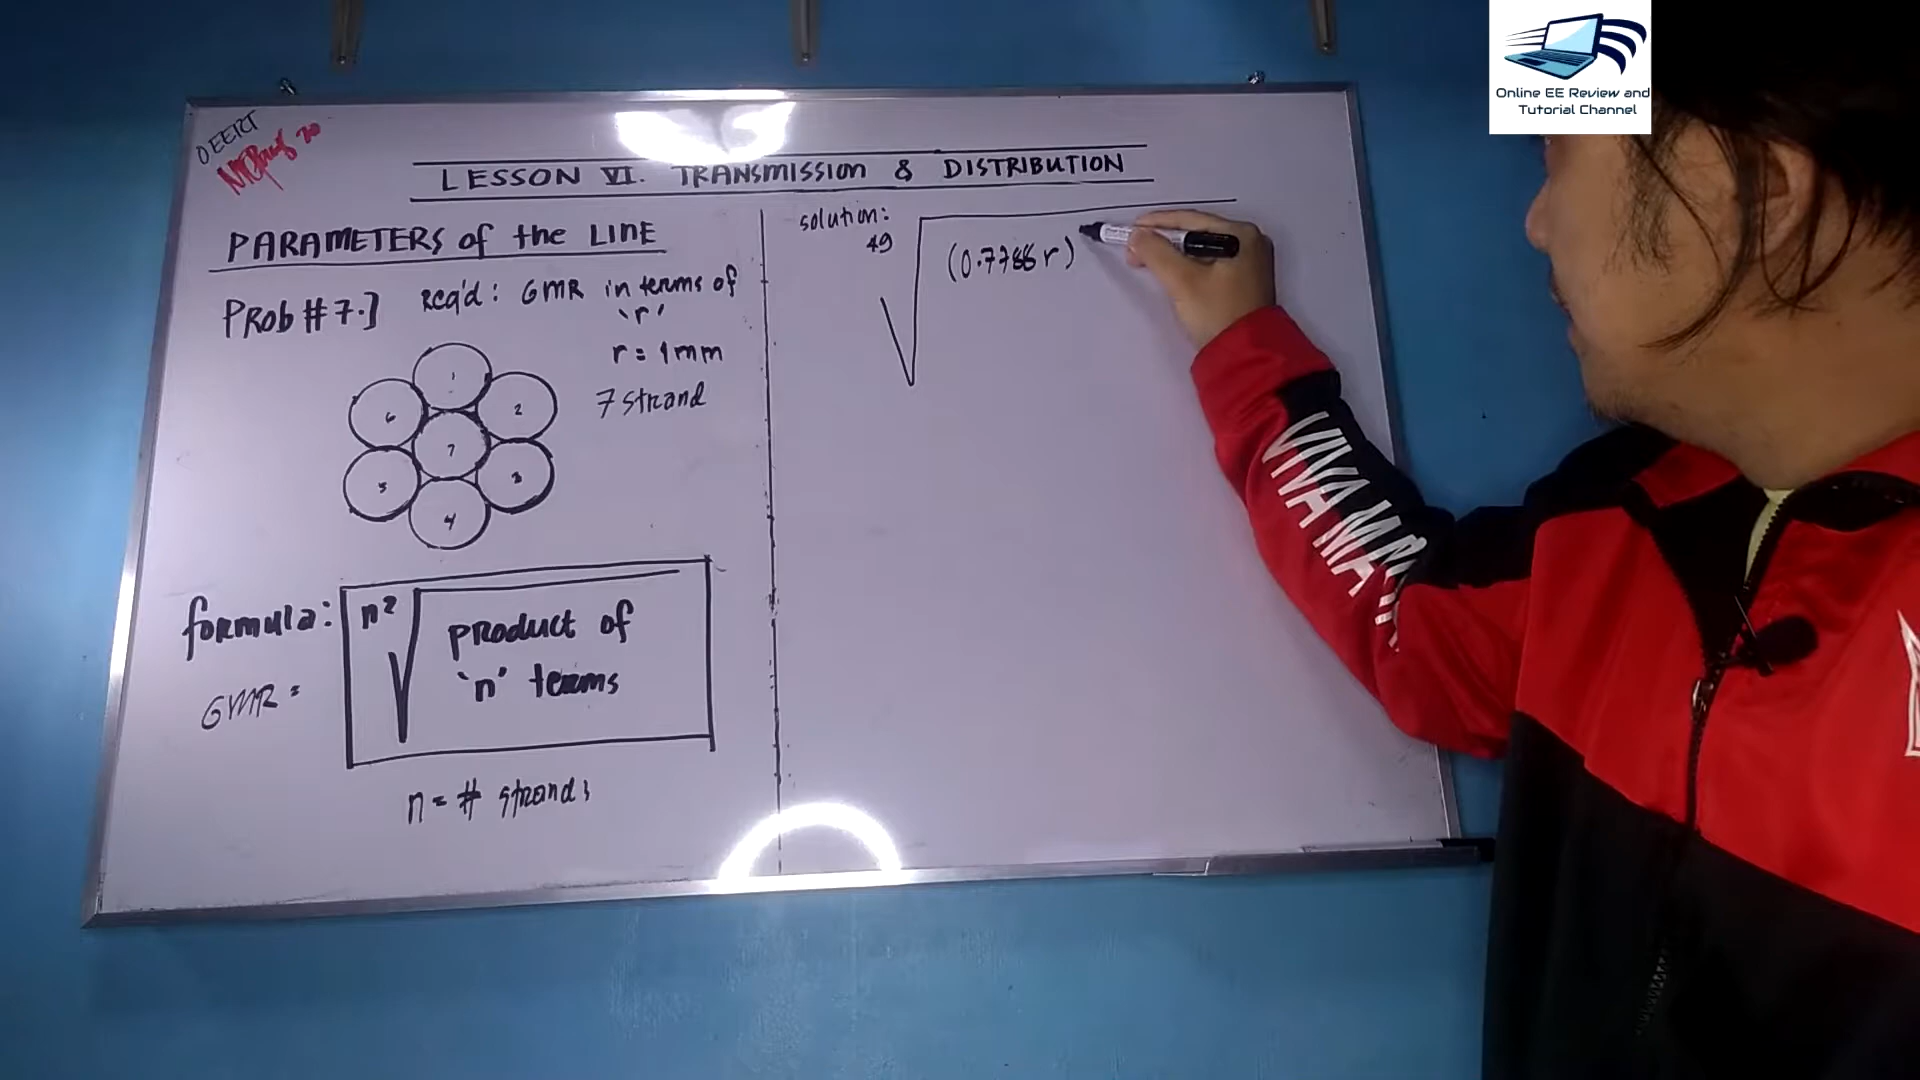 Online EE Review and
Tutorial Channel
OEERT
LESSON VI. TRANSMISSION & DISTRIBUTION
PARAMETERS of the LINE
PROB #7.] REQ'd: GMR in terms of
'r'
r = 1mm
7 strand
1
6
2
7
5
3
4
formula: n² √ product of
'n' terms
GMR =
n = # strands
solution:
49 √ (0.7788 r)
VIVA MA